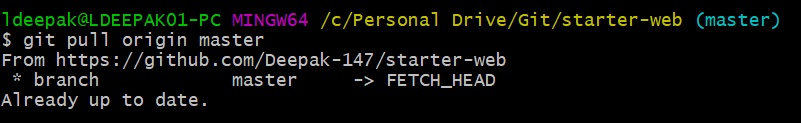 ldeepak@LDEEPAK01-PC MINGW64 /c/Personal Drive/Git/starter-web (master)
$ git pull origin master
From https://github.com/Deepak-147/starter-web
 * branch            master     -> FETCH_HEAD
Already up to date.